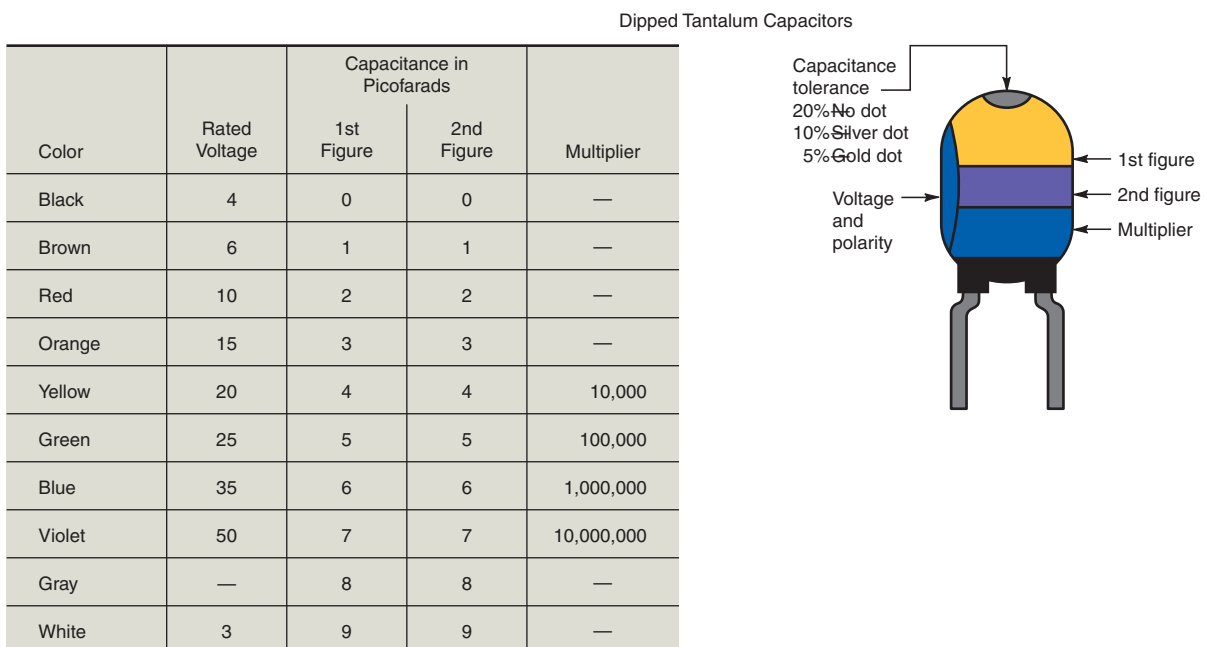 Dipped Tantalum Capacitors
Capacitance in
Picofarads
Color
Rated
Voltage
1st
Figure
2nd
Figure
Multiplier
Black 4 0 0 —
Brown 6 1 1 —
Red 10 2 2 —
Orange 15 3 3 —
Yellow 20 4 4 10,000
Green 25 5 5 100,000
Blue 35 6 6 1,000,000
Violet 50 7 7 10,000,000
Gray — 8 8 —
White 3 9 9 —
Capacitance
tolerance
20%—No dot
10%—Silver dot
5%—Gold dot
Voltage
and
polarity
1st figure
2nd figure
Multiplier